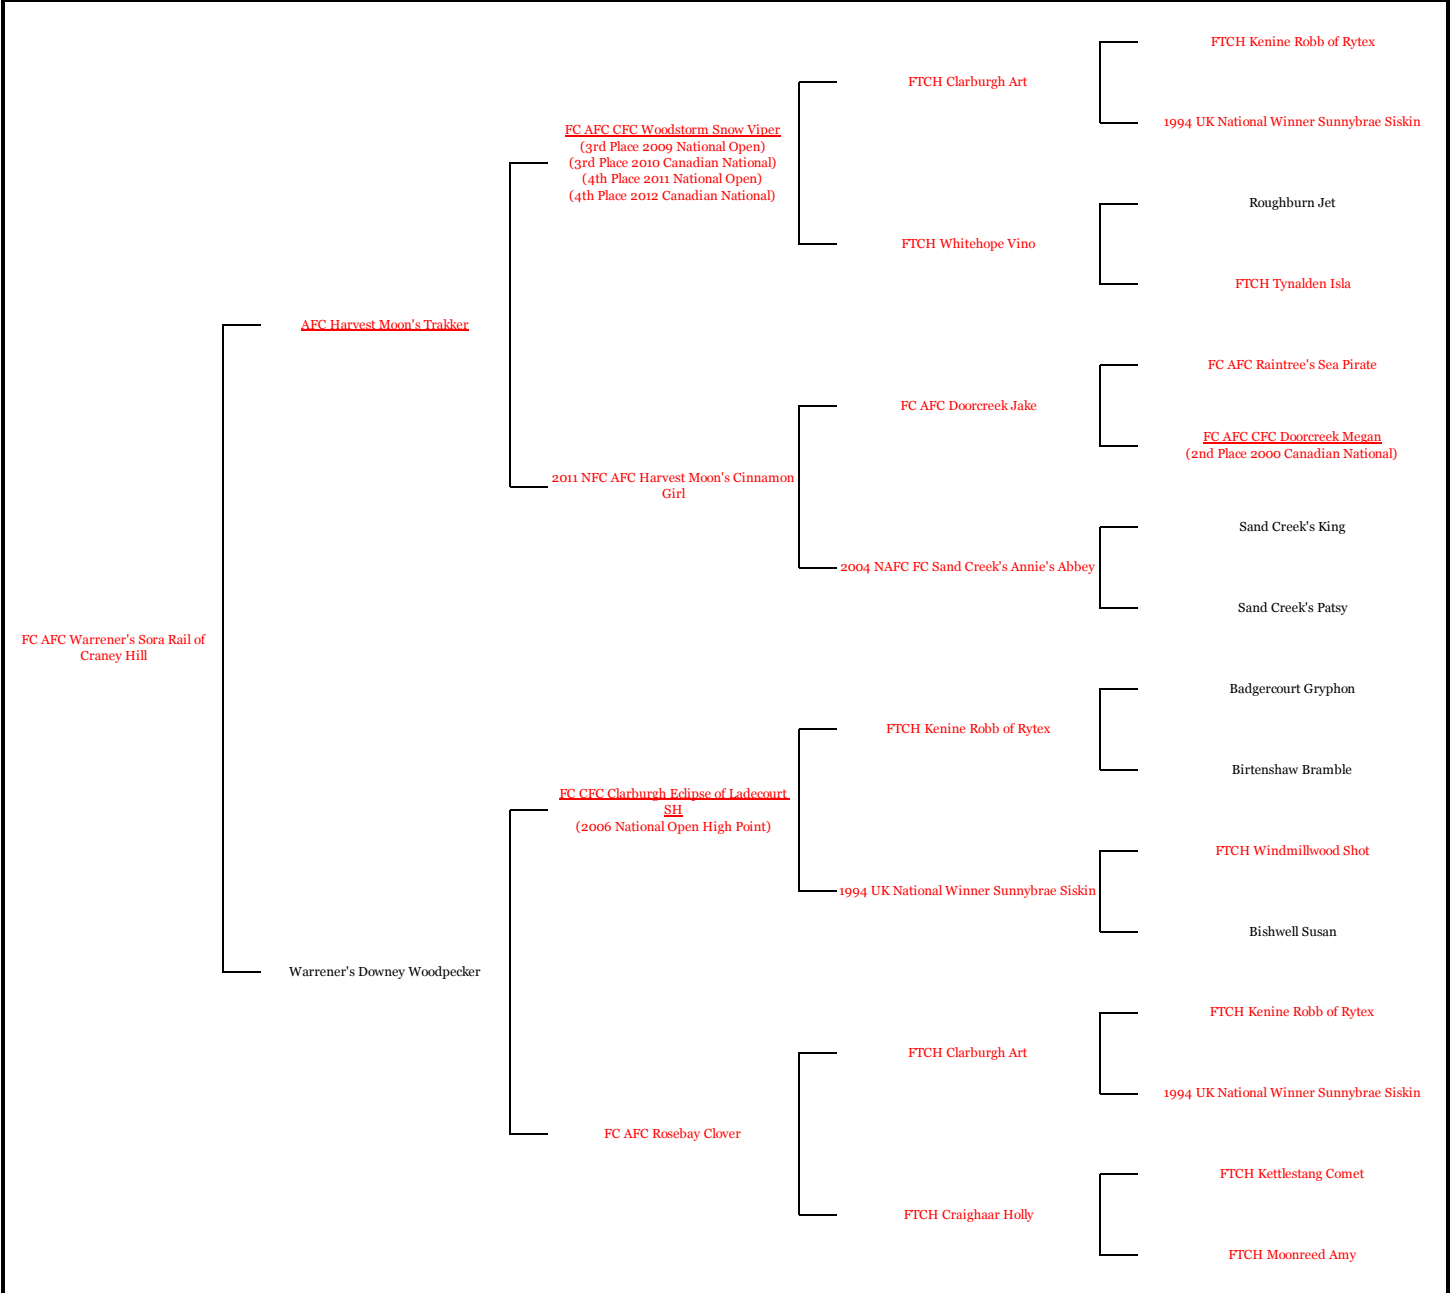 FTCH Kenine Robb of Rytex
FTCH Clarburgh Art
1994 UK National Winner Sunnybrae Siskin
FC AFC CFC Woodstorm Snow Viper
(3rd Place 2009 National Open)
(3rd Place 2010 Canadian National)
(4th Place 2011 National Open)
(4th Place 2012 Canadian National)
Roughburn Jet
FTCH Whitehope Vino
FTCH Tynalden Isla
AFC Harvest Moon's Trakker
FC AFC Raintree's Sea Pirate
FC AFC Doorcreek Jake
FC AFC CFC Doorcreek Megan
(2nd Place 2000 Canadian National)
2011 NFC AFC Harvest Moon's Cinnamon
Girl
Sand Creek's King
2004 NAFC FC Sand Creek's Annie's Abbey
Sand Creek's Patsy
FC AFC Warrener's Sora Rail of
Craney Hill
Badgercourt Gryphon
FTCH Kenine Robb of Rytex
Birtenshaw Bramble
FC CFC Clarburgh Eclipse of Ladecourt
SH
(2006 National Open High Point)
FTCH Windmillwood Shot
1994 UK National Winner Sunnybrae Siskin
Bishwell Susan
Warrener's Downey Woodpecker
FTCH Kenine Robb of Rytex
FTCH Clarburgh Art
1994 UK National Winner Sunnybrae Siskin
FC AFC Rosebay Clover
FTCH Kettlestang Comet
FTCH Craighaar Holly
FTCH Moonreed Amy